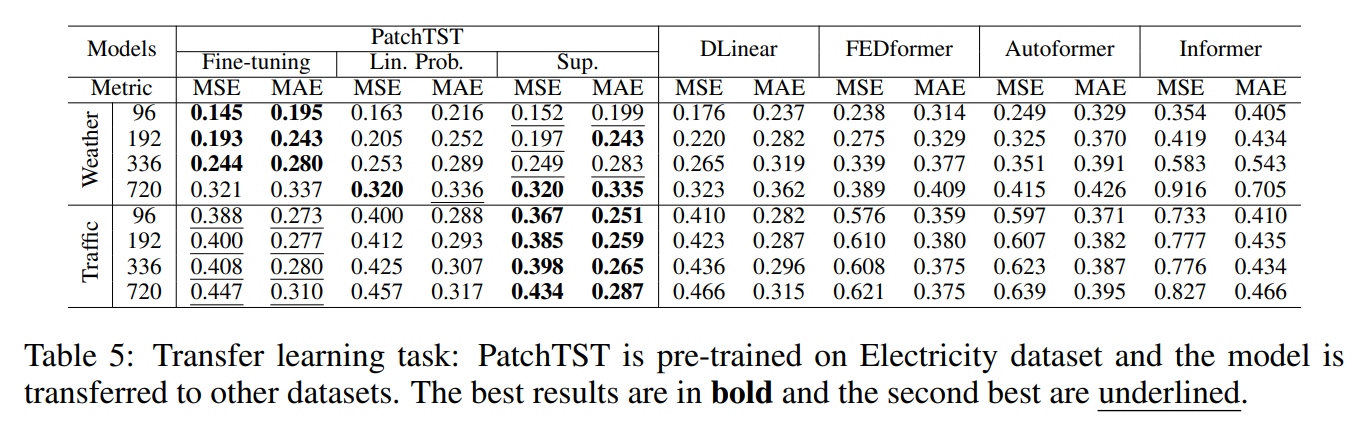 Models PatchTST DLinear FEDformer Autoformer Informer
Fine-tuning Lin. Prob. Sup.
Metric MSE MAE MSE MAE MSE MAE MSE MAE MSE MAE MSE MAE MSE MAE
Weather 96 0.145 0.195 0.163 0.216 0.152 0.199 0.176 0.237 0.238 0.314 0.249 0.329 0.354 0.405
192 0.193 0.243 0.205 0.252 0.197 0.243 0.220 0.282 0.275 0.329 0.325 0.370 0.419 0.434
336 0.244 0.280 0.253 0.289 0.249 0.283 0.265 0.319 0.339 0.377 0.351 0.391 0.583 0.543
720 0.321 0.337 0.320 0.336 0.320 0.335 0.323 0.362 0.389 0.409 0.415 0.426 0.916 0.705
Traffic 96 0.388 0.273 0.400 0.288 0.367 0.251 0.410 0.282 0.576 0.359 0.597 0.371 0.733 0.410
192 0.400 0.277 0.412 0.293 0.385 0.259 0.423 0.287 0.610 0.380 0.607 0.382 0.777 0.435
336 0.408 0.280 0.425 0.307 0.398 0.265 0.436 0.296 0.608 0.375 0.623 0.387 0.776 0.434
720 0.447 0.310 0.457 0.317 0.434 0.287 0.466 0.315 0.621 0.375 0.639 0.395 0.827 0.466
Table 5: Transfer learning task: PatchTST is pre-trained on Electricity dataset and the model is
transferred to other datasets. The best results are in bold and the second best are underlined.